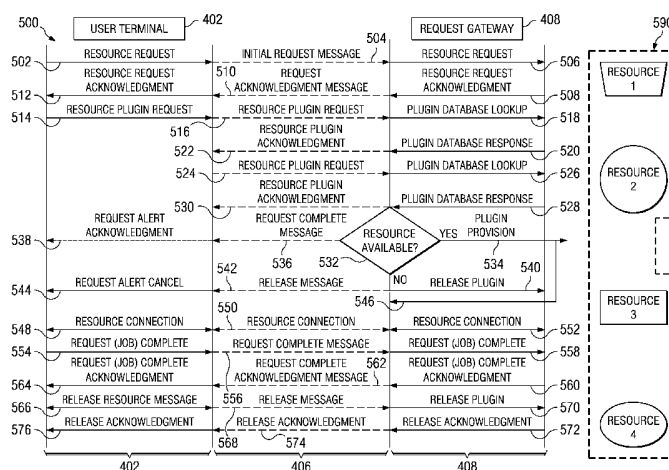 500
USER TERMINAL
402
REQUEST GATEWAY
408
590
502
RESOURCE REQUEST
INITIAL REQUEST MESSAGE
504
RESOURCE REQUEST
506
RESOURCE 1
512
RESOURCE REQUEST ACKNOWLEDGMENT
510
REQUEST ACKNOWLEDGMENT MESSAGE
RESOURCE REQUEST ACKNOWLEDGMENT
508
514
RESOURCE PLUGIN REQUEST
516
RESOURCE PLUGIN REQUEST
PLUGIN DATABASE LOOKUP
518
522
RESOURCE PLUGIN ACKNOWLEDGMENT
PLUGIN DATABASE RESPONSE
520
524
RESOURCE PLUGIN REQUEST
PLUGIN DATABASE LOOKUP
526
RESOURCE 2
530
RESOURCE PLUGIN ACKNOWLEDGMENT
PLUGIN DATABASE RESPONSE
528
538
REQUEST ALERT ACKNOWLEDGMENT
REQUEST COMPLETE MESSAGE
536
532
RESOURCE AVAILABLE?
YES
NO
PLUGIN PROVISION
534
544
REQUEST ALERT CANCEL
542
RELEASE MESSAGE
RELEASE PLUGIN
540
546
RESOURCE 3
548
RESOURCE CONNECTION
550
RESOURCE CONNECTION
RESOURCE CONNECTION
552
554
REQUEST (JOB) COMPLETE
REQUEST COMPLETE MESSAGE
556
REQUEST (JOB) COMPLETE
558
564
REQUEST (JOB) COMPLETE ACKNOWLEDGMENT
REQUEST COMPLETE ACKNOWLEDGMENT MESSAGE
562
REQUEST (JOB) COMPLETE ACKNOWLEDGMENT
560
566
RELEASE RESOURCE MESSAGE
RELEASE MESSAGE
568
RELEASE PLUGIN
570
576
RELEASE ACKNOWLEDGMENT
RELEASE ACKNOWLEDGMENT
574
RELEASE ACKNOWLEDGMENT
572
RESOURCE 4
402
406
408